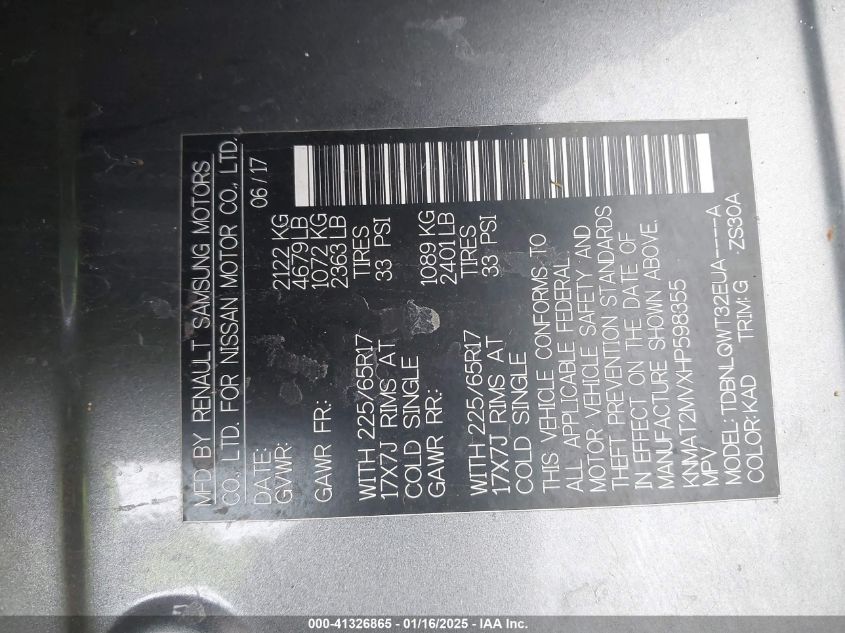 MFD BY RENAULT SAMSUNG MOTORS
CO., LTD. FOR NISSAN MOTOR CO., LTD.
DATE: 06/17
GVWR: 2122 KG
4679 LB
GAWR FR: 1072 KG
2363 LB
WITH 225/65R17 TIRES
17X7J RIMS AT 33 PSI
COLD SINGLE
GAWR RR: 1089 KG
2401 LB
WITH 225/65R17 TIRES
17X7J RIMS AT 33 PSI
COLD SINGLE
THIS VEHICLE CONFORMS TO
ALL APPLICABLE FEDERAL
MOTOR VEHICLE SAFETY AND
THEFT PREVENTION STANDARDS
IN EFFECT ON THE DATE OF
MANUFACTURE SHOWN ABOVE.
KNMAT2MVXHP598355
MPV
MODEL: TDBNLQWT32EUA-----A
COLOR: KAD TRIM: G ZS30A
000-41326865 - 01/16/2025 - IAA Inc.